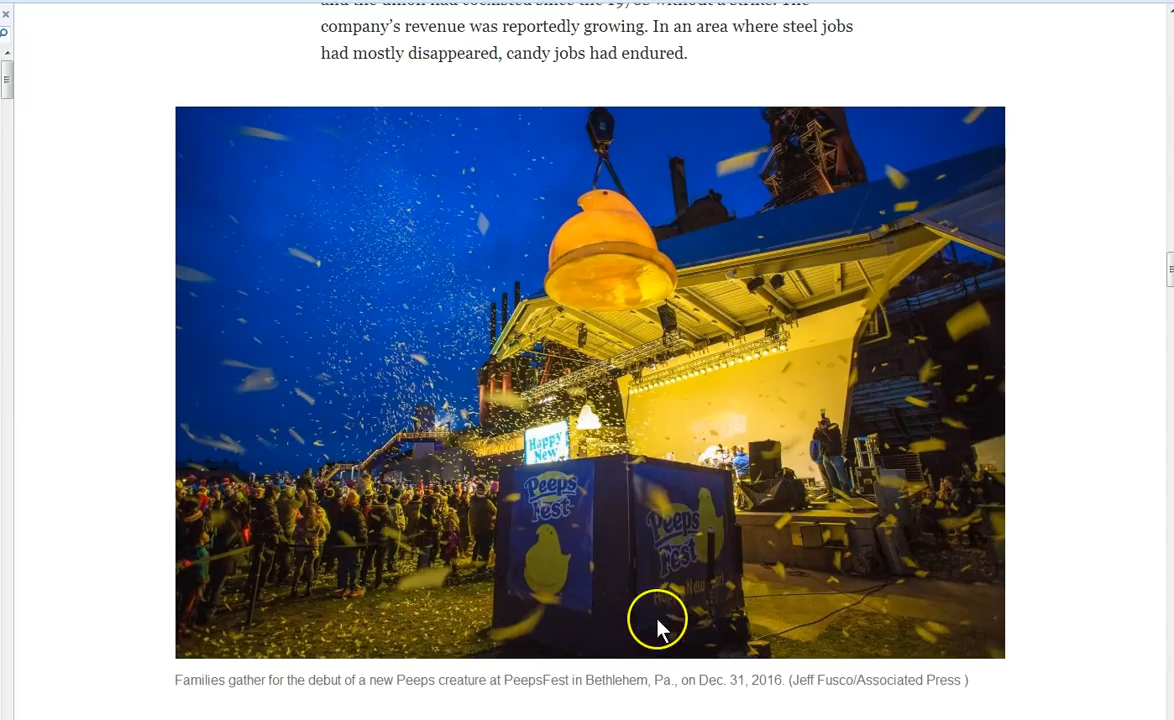 company's revenue was reportedly growing. In an area where steel jobs
had mostly disappeared, candy jobs had endured.
Happy
New
Peeps
Fest
Peeps
Fest
Families gather for the debut of a new Peeps creature at PeepsFest in Bethlehem, Pa., on Dec. 31, 2016. (Jeff Fusco/Associated Press )